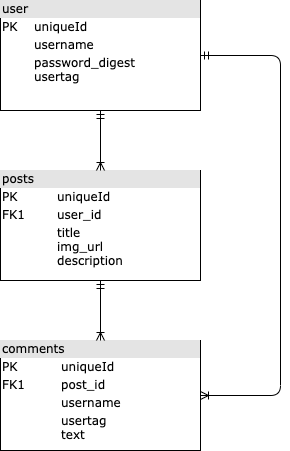 user
PK uniqueId
username
password_digest
usertag
posts
PK uniqueId
FK1 user_id
title
img_url
description
comments
PK uniqueId
FK1 post_id
username
usertag
text